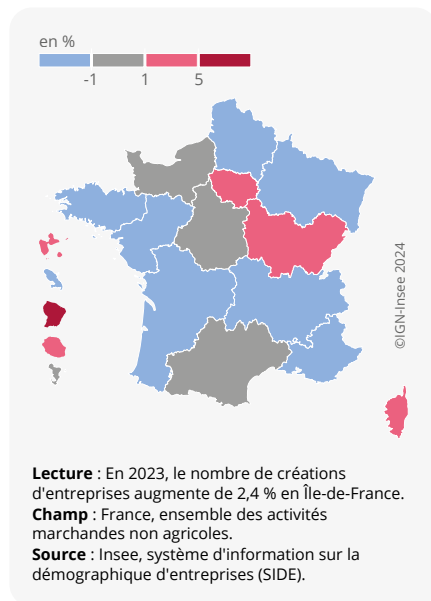 en %
-1 1 5
©IGN-Insee 2024
Lecture : En 2023, le nombre de créations
d'entreprises augmente de 2,4 % en Île-de-France.
Champ : France, ensemble des activités
marchandes non agricoles.
Source : Insee, système d'information sur la
démographique d'entreprises (SIDE).